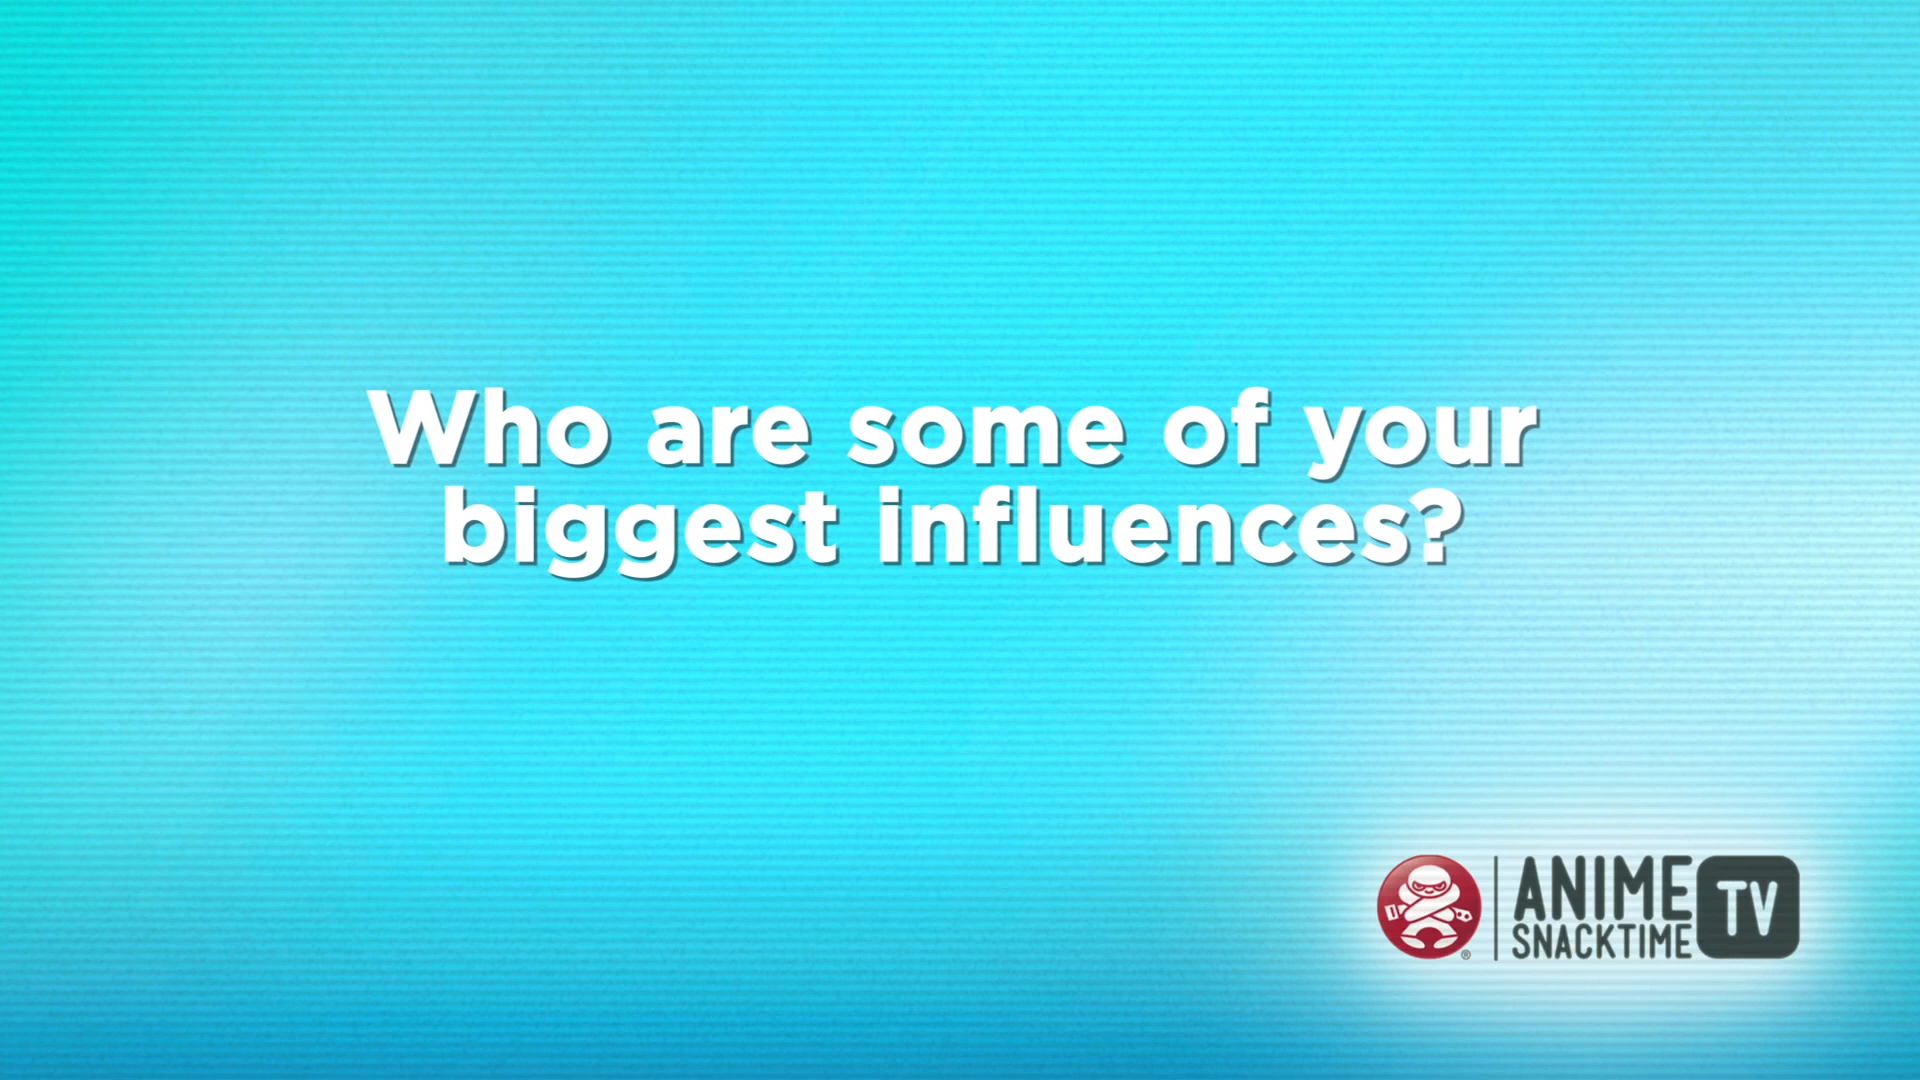 Who are some of your
biggest influences?
ANIME
SNACKTIME
TV
®